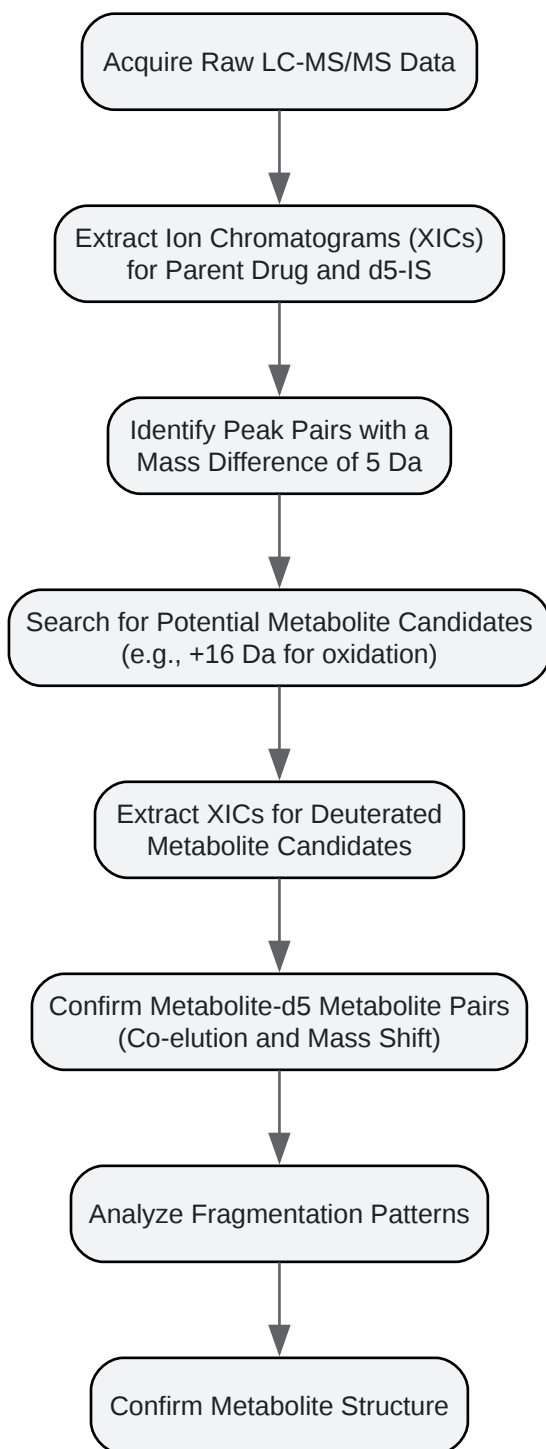 Acquire Raw LC-MS/MS Data
Extract Ion Chromatograms (XICs)
for Parent Drug and d5-IS
Identify Peak Pairs with a
Mass Difference of 5 Da
Search for Potential Metabolite Candidates
(e.g., +16 Da for oxidation)
Extract XICs for Deuterated
Metabolite Candidates
Confirm Metabolite-d5 Metabolite Pairs
(Co-elution and Mass Shift)
Analyze Fragmentation Patterns
Confirm Metabolite Structure